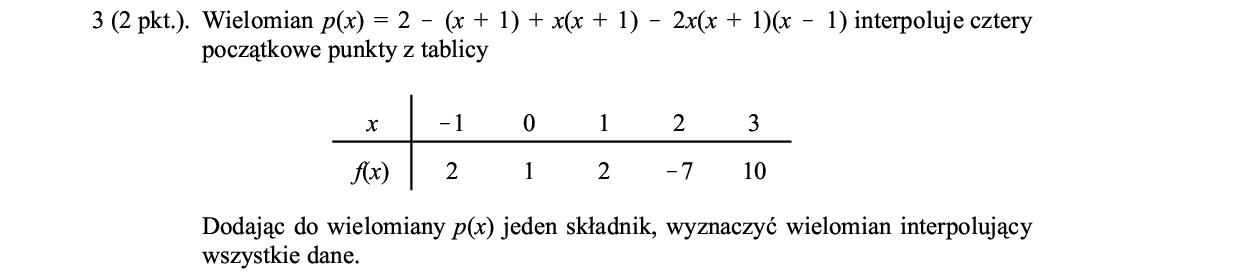 3 (2 pkt.). Wielomian p(x) = 2 − (x + 1) + x(x + 1) − 2x(x + 1)(x − 1) interpoluje cztery
początkowe punkty z tablicy
x −1 0 1 2 3
f(x) 2 1 2 −7 10
Dodając do wielomiany p(x) jeden składnik, wyznaczyć wielomian interpolujący
wszystkie dane.